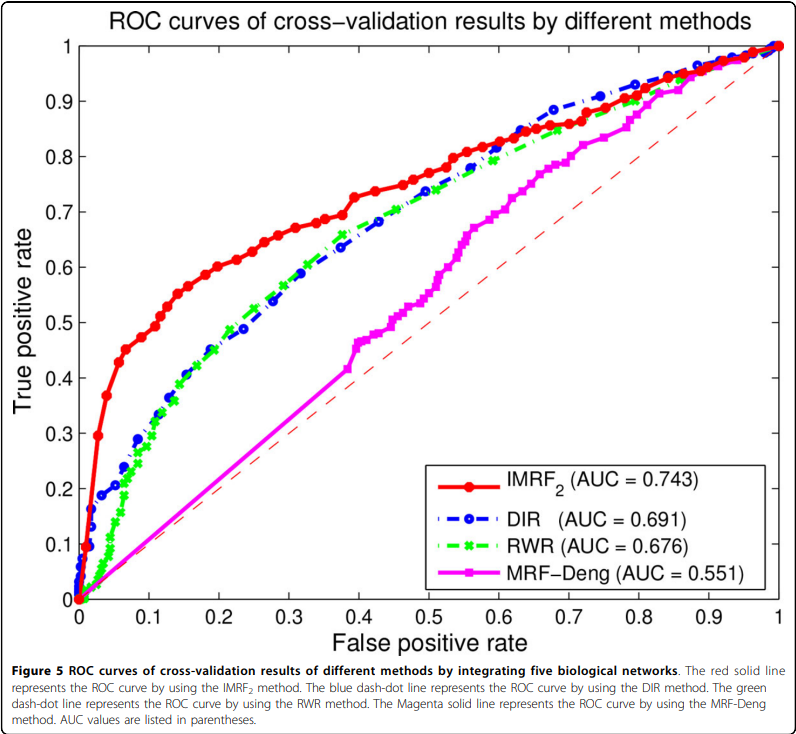 ROC curves of cross−validation results by different methods
1
0.9
0.8
0.7
0.6
0.5
0.4
0.3
0.2
0.1
0
True positive rate
IMRF2 (AUC = 0.743)
DIR (AUC = 0.691)
RWR (AUC = 0.676)
MRF−Deng (AUC = 0.551)
0 0.1 0.2 0.3 0.4 0.5 0.6 0.7 0.8 0.9 1
False positive rate
Figure 5 ROC curves of cross-validation results of different methods by integrating five biological networks. The red solid line
represents the ROC curve by using the IMRF2 method. The blue dash-dot line represents the ROC curve by using the DIR method. The green
dash-dot line represents the ROC curve by using the RWR method. The Magenta solid line represents the ROC curve by using the MRF-Deng
method. AUC values are listed in parentheses.